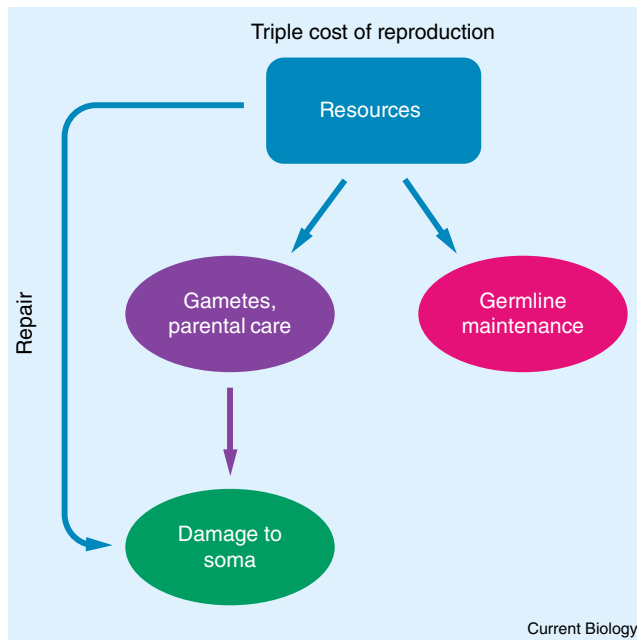 Triple cost of reproduction
Resources
Gametes,
parental care
Germline
maintenance
Repair
Damage to
soma
Current Biology